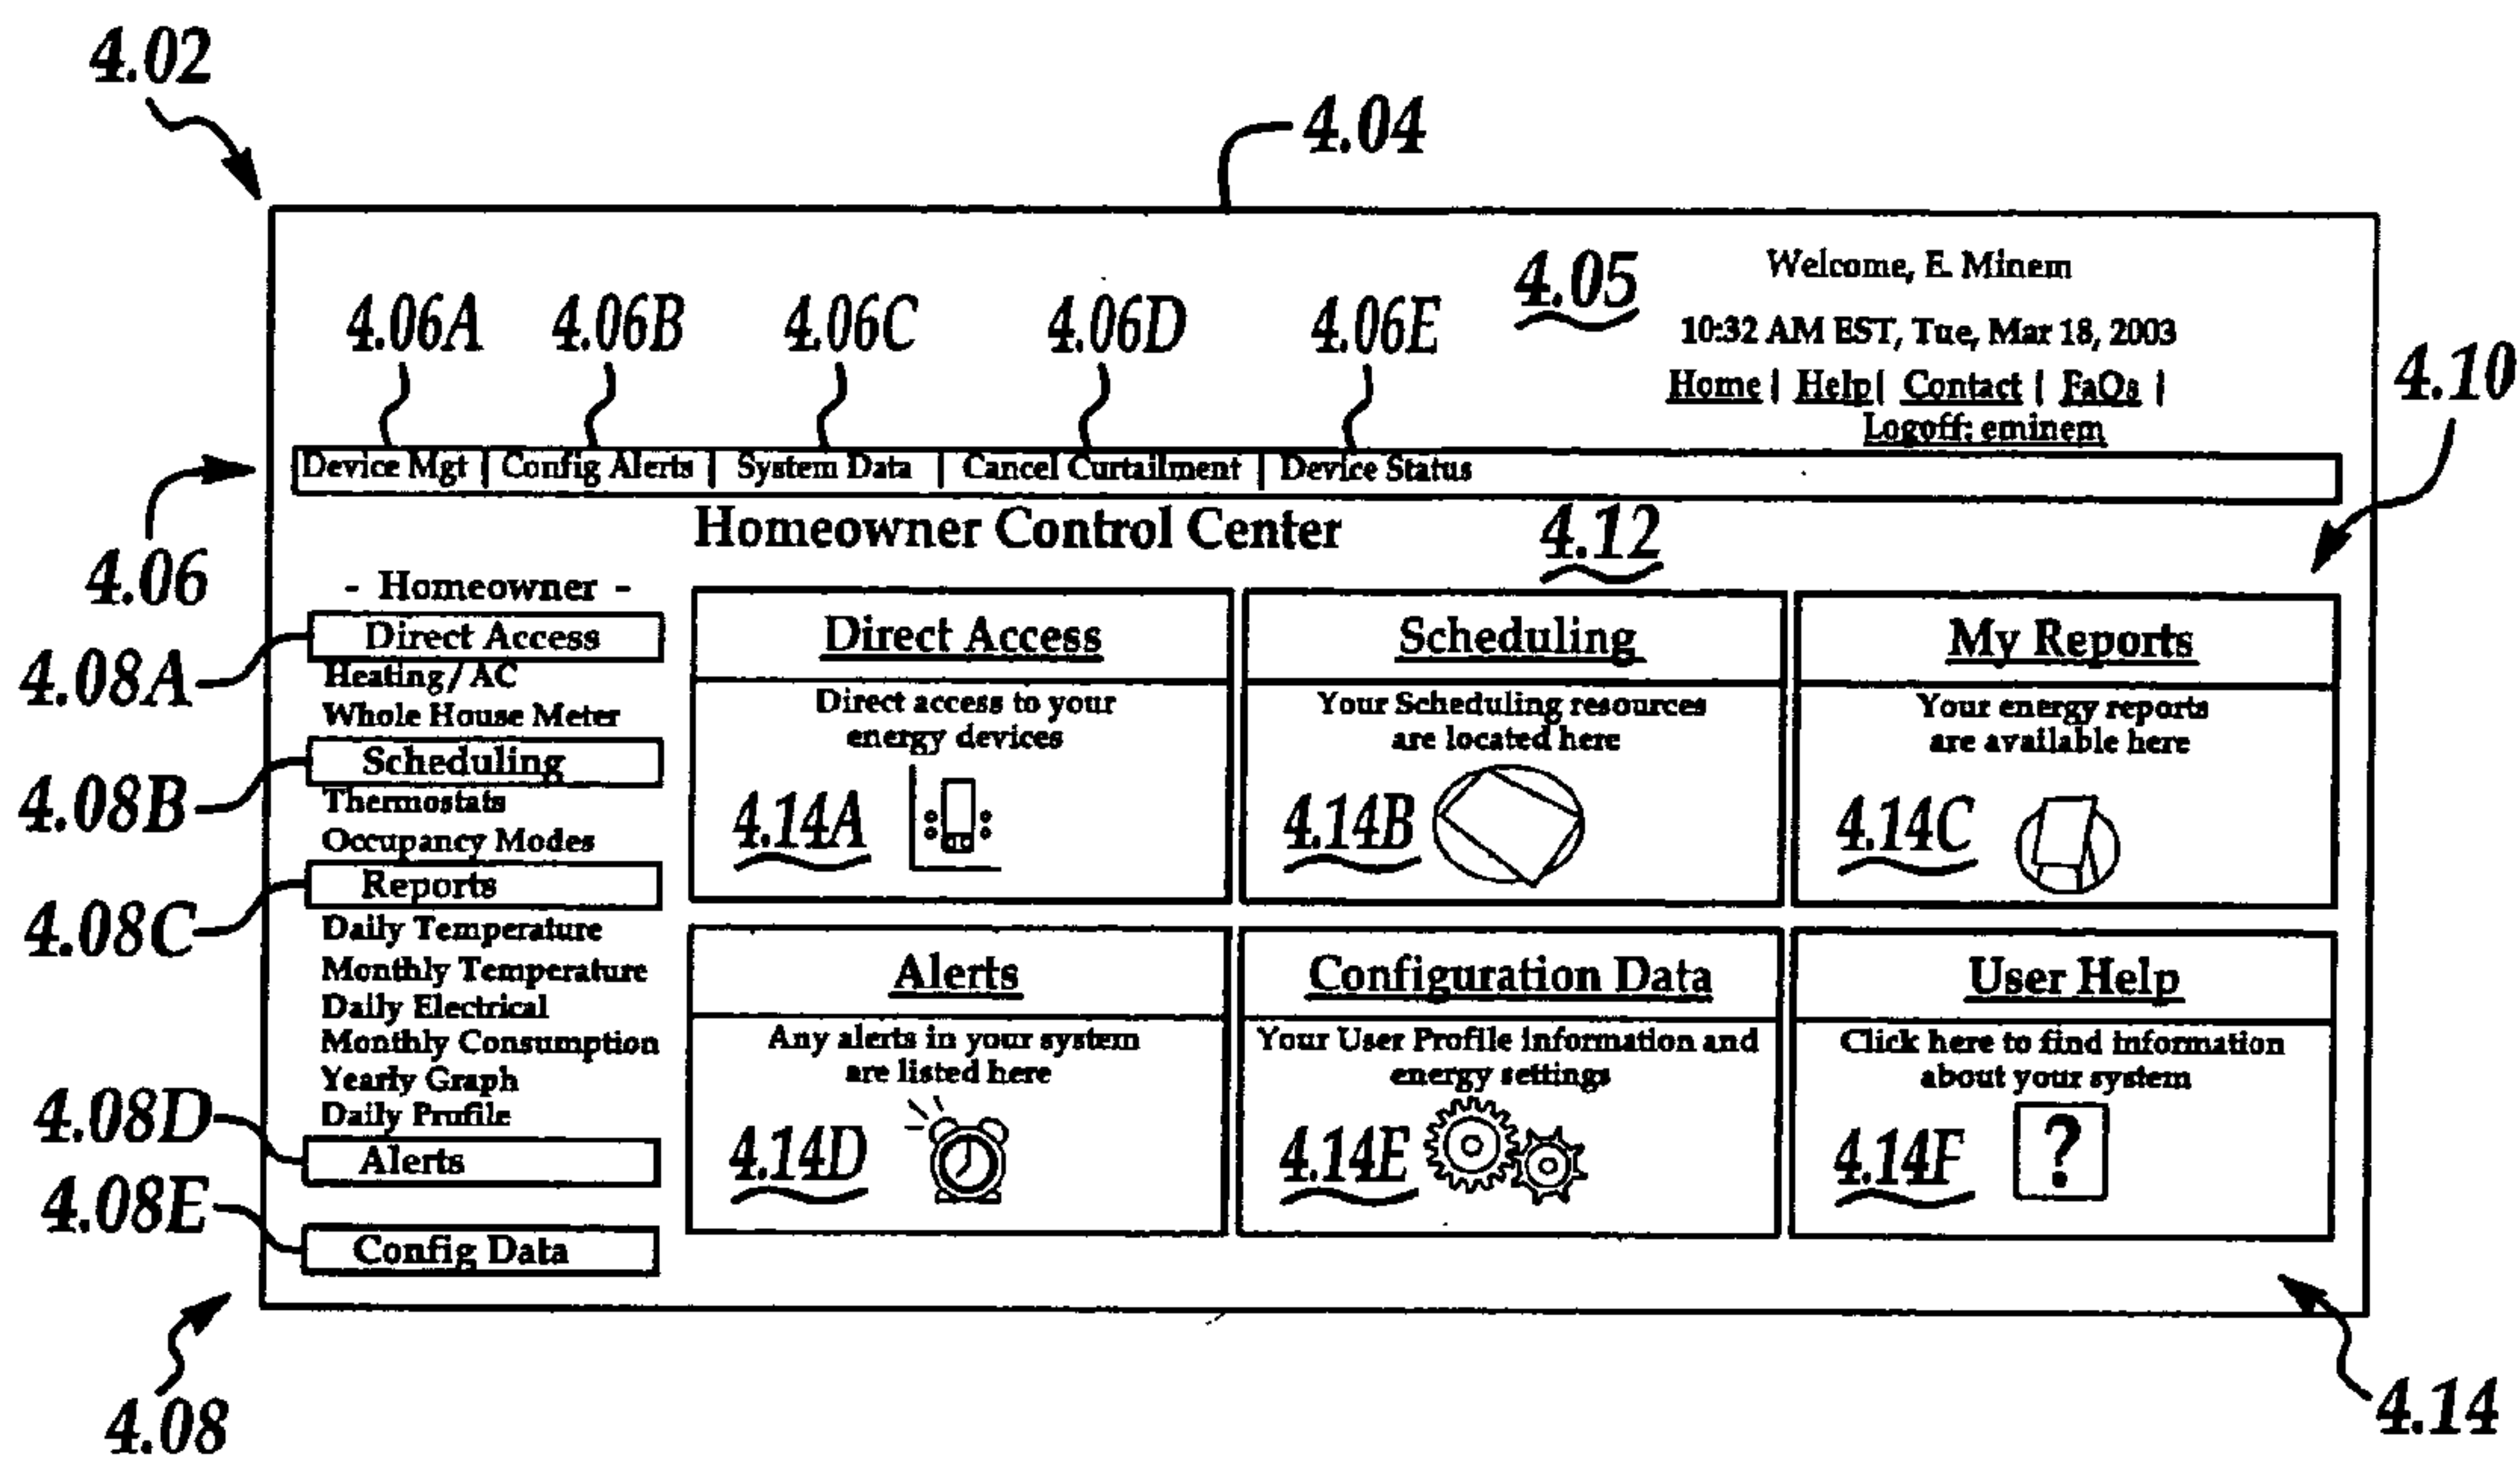 4.02
4.04
4.05
Welcome, E. Minem
4.06A 4.06B 4.06C 4.06D 4.06E
10:32 AM EST, Tue, Mar 18, 2003
4.10
Home | Help | Contact | FaQs |
Logoff: eminem
Device Mgt | Config Alerts | System Data | Cancel Curtailment | Device Status
4.06
Homeowner Control Center
4.12
- Homeowner -
Direct Access
4.08A
Heating/AC
Whole House Meter
Scheduling
4.08B
Thermostats
Occupancy Modes
Reports
4.08C
Daily Temperature
Monthly Temperature
Daily Electrical
Monthly Consumption
Yearly Graph
Daily Profile
4.08D
Alerts
4.08E
Config Data
4.08
Direct Access
Direct access to your
energy devices
4.14A
Scheduling
Your Scheduling resources
are located here
4.14B
My Reports
Your energy reports
are available here
4.14C
Alerts
Any alerts in your system
are listed here
4.14D
Configuration Data
Your User Profile information and
energy settings
4.14E
User Help
Click here to find information
about your system
4.14F
?
4.14